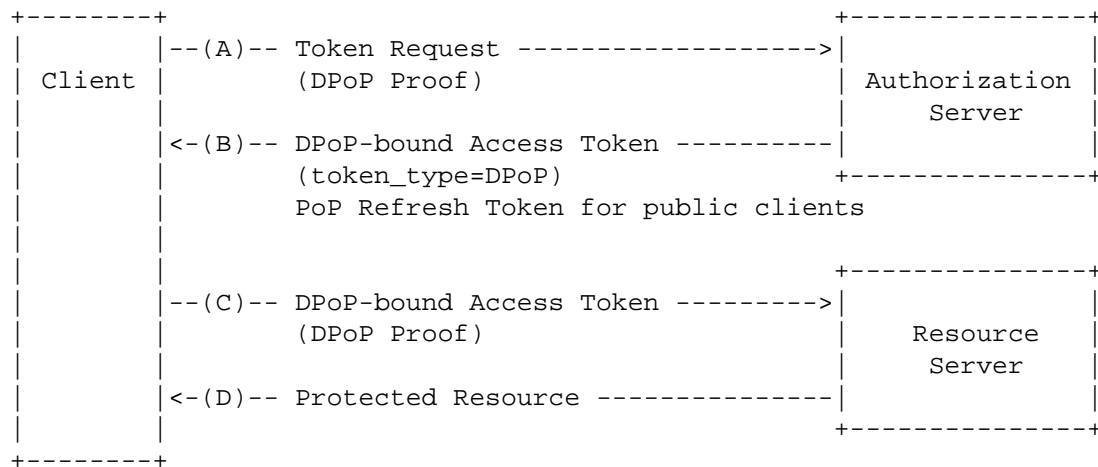 +--------+                                          +---------------+
|        |--(A)-- Token Request ------------------->|               |
| Client |        (DPoP Proof)                      | Authorization |
|        |                                          |     Server    |
|        |<-(B)-- DPoP-bound Access Token ----------|               |
|        |        (token_type=DPoP)                 +---------------+
|        |        PoP Refresh Token for public clients
|        |
|        |                                          +---------------+
|        |--(C)-- DPoP-bound Access Token --------->|               |
|        |        (DPoP Proof)                      |    Resource   |
|        |                                          |     Server    |
|        |<-(D)-- Protected Resource ---------------|               |
|        |                                          +---------------+
+--------+